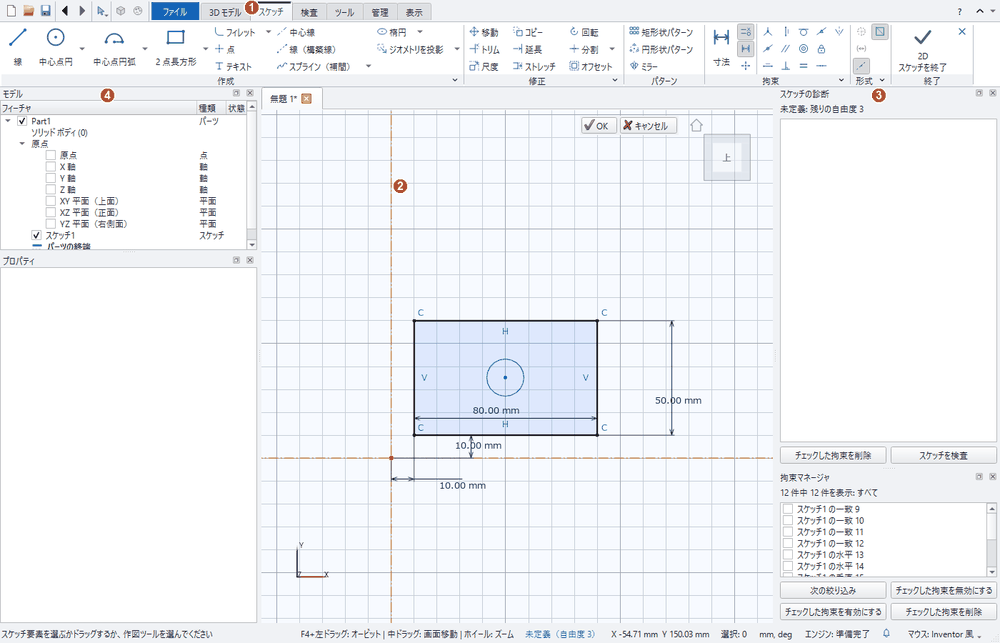 ファイル 3D モデル スケッチ 検査 ツール 管理 表示 ?
1
線 中心点円 中心点円弧 2 点長方形
フィレット 中心線 楕円
点 線（構築線） ジオメトリを投影
テキスト スプライン（補間）
作成
移動 コピー 回転
トリム 延長 分割
尺度 ストレッチ オフセット
修正
矩形状パターン
円形状パターン
ミラー
パターン
寸法
拘束
形式
2D
スケッチを終了
終了
モデル 4
フィーチャ 種類 状態
Part1 パーツ
ソリッド ボディ (0)
原点
原点 点
X 軸 軸
Y 軸 軸
Z 軸 軸
XY 平面（上面） 平面
XZ 平面（正面） 平面
YZ 平面（右側面） 平面
スケッチ1 スケッチ
パーツの終端
プロパティ
無題 1*
OK キャンセル
上
2
C C
H
V V
80.00 mm
50.00 mm
C H C
10.00 mm
10.00 mm
Y
Z X
スケッチの診断 3
未定義: 残りの自由度 3
チェックした拘束を削除 スケッチを検査
拘束マネージャ
12 件中 12 件を表示: すべて
スケッチ1 の一致 9
スケッチ1 の一致 10
スケッチ1 の一致 11
スケッチ1 の一致 12
スケッチ1 の水平 13
スケッチ1 の水平 14
スケッチ1 の垂直 15
次の絞り込み チェックした拘束を無効にする
チェックした拘束を有効にする チェックした拘束を削除
スケッチ要素を選ぶかドラッグするか、作図ツールを選んでください F4+左ドラッグ: オービット | 中ドラッグ: 画面移動 | ホイール: ズーム 未定義（自由度 3） X -54.71 mm Y 150.03 mm 選択: 0 mm, deg エンジン: 準備完了 マウス: Inventor 風